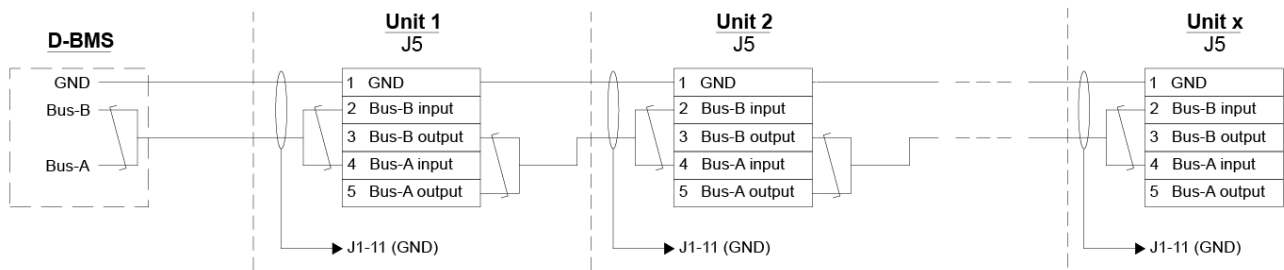 D-BMS
GND
Bus-B
Bus-A
Unit 1
J5
1 GND
2 Bus-B input
3 Bus-B output
4 Bus-A input
5 Bus-A output
J1-11 (GND)
Unit 2
J5
1 GND
2 Bus-B input
3 Bus-B output
4 Bus-A input
5 Bus-A output
J1-11 (GND)
Unit x
J5
1 GND
2 Bus-B input
3 Bus-B output
4 Bus-A input
5 Bus-A output
J1-11 (GND)